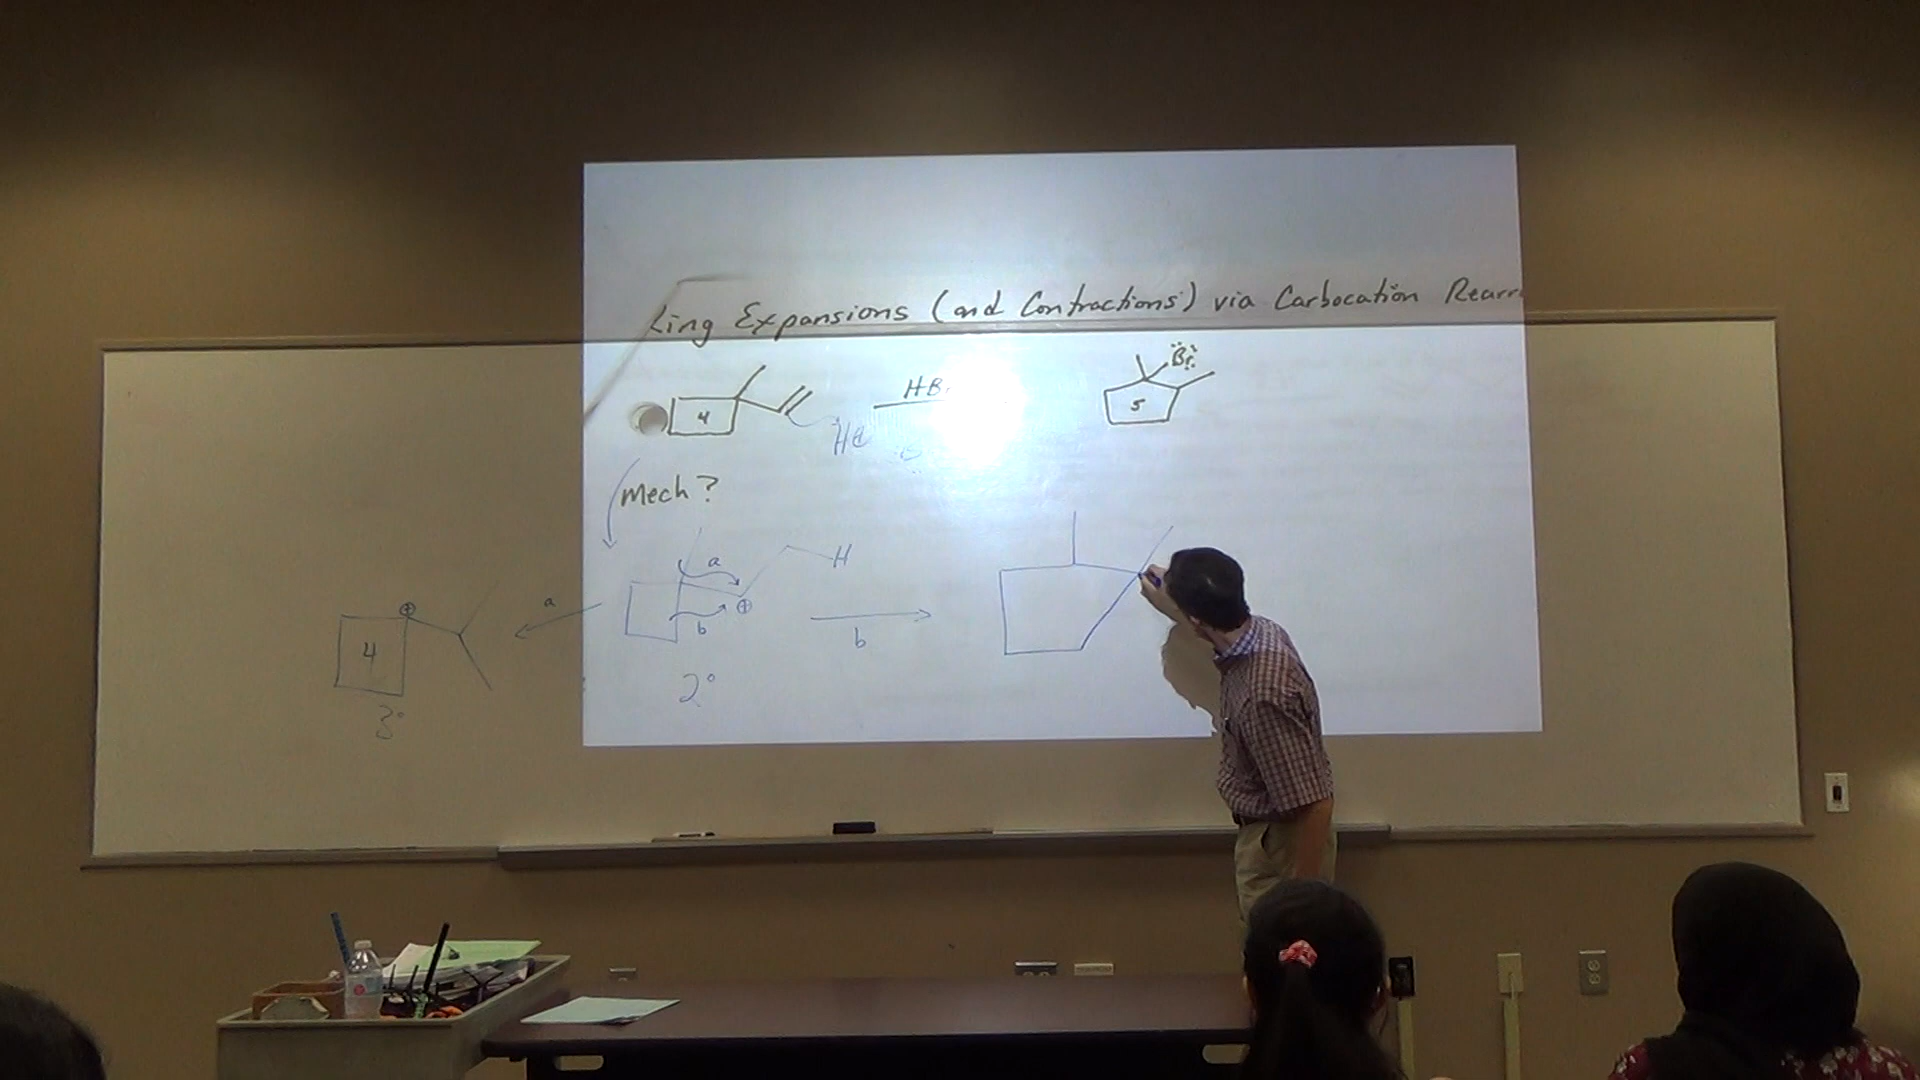 Ring Expansions (and Contractions) via Carbocation Rearr
4
HBr
Br
5
H
Mech?
a
H
a
b
b
4
2°
3°